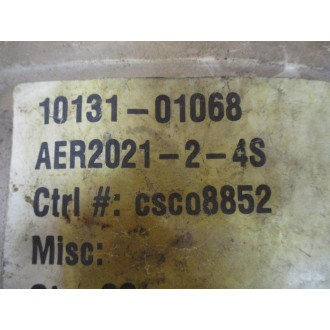 10131-01068
AER2021-2-4S
Ctrl #: csco8852
Misc: